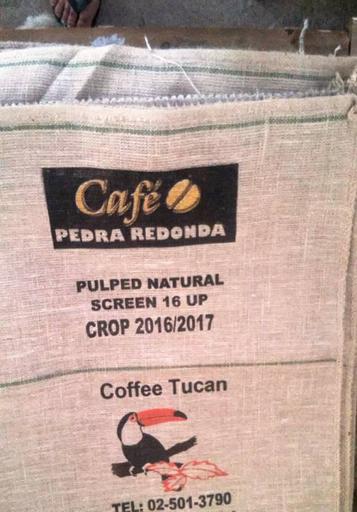 Café
PEDRA REDONDA
PULPED NATURAL
SCREEN 16 UP
CROP 2016/2017
Coffee Tucan
TEL: 02-501-3790